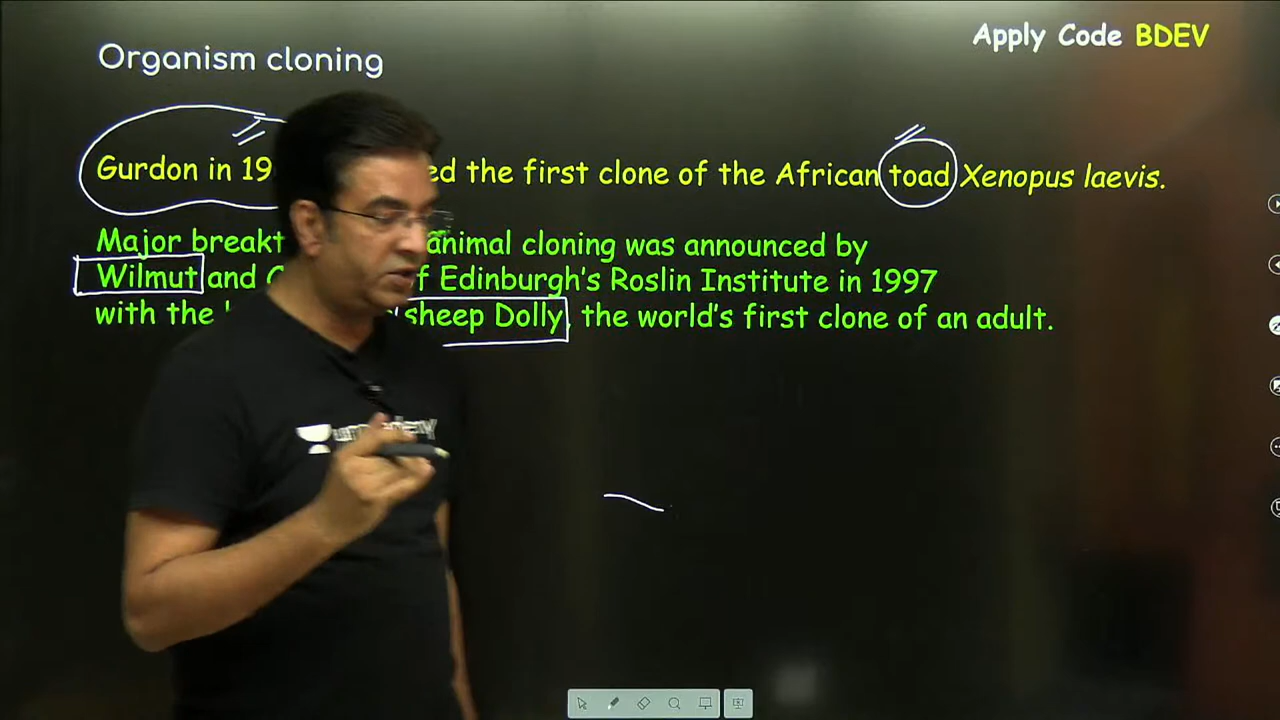 Apply Code BDEV
Organism cloning
Gurdon in 19 ed the first clone of the African toad Xenopus laevis.
Major breakt animal cloning was announced by
Wilmut and f Edinburgh's Roslin Institute in 1997
with the sheep Dolly, the world's first clone of an adult.